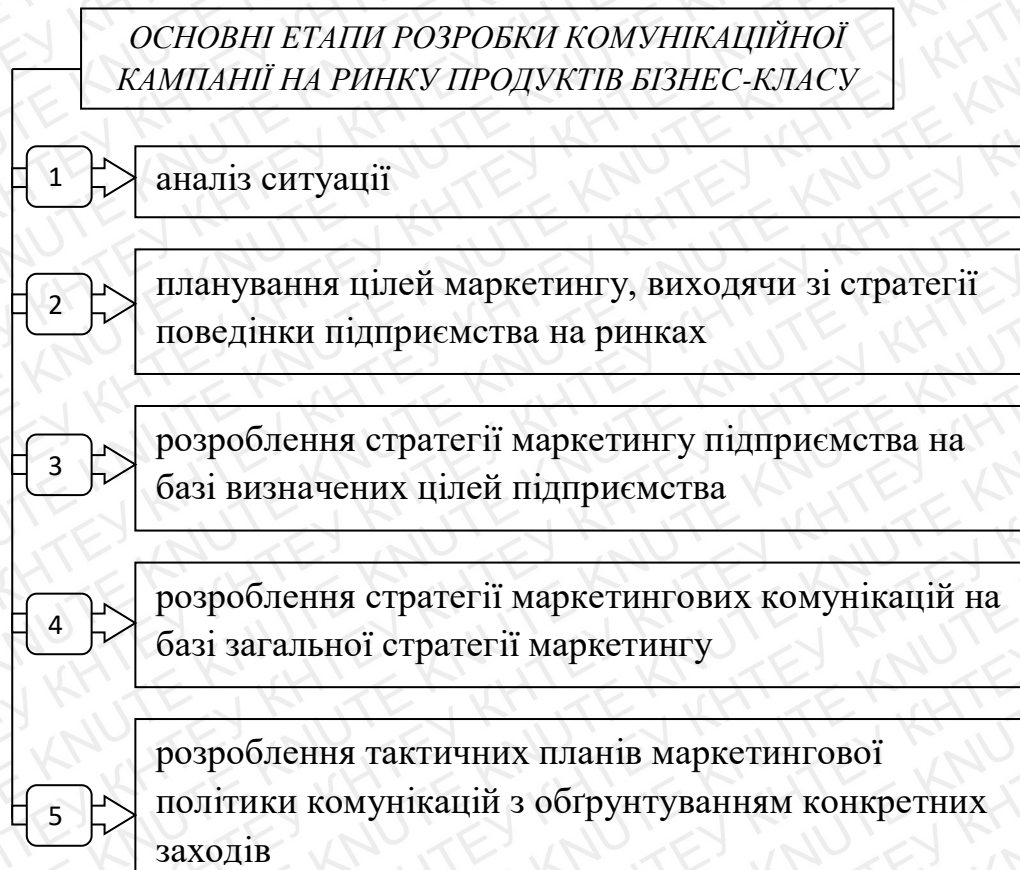 ОСНОВНІ ЕТАПИ РОЗРОБКИ КОМУНІКАЦІЙНОЇ
КАМПАНІЇ НА РИНКУ ПРОДУКТІВ БІЗНЕС-КЛАСУ
1
аналіз ситуації
2
планування цілей маркетингу, виходячи зі стратегії
поведінки підприємства на ринках
3
розроблення стратегії маркетингу підприємства на
базі визначених цілей підприємства
4
розроблення стратегії маркетингових комунікацій на
базі загальної стратегії маркетингу
5
розроблення тактичних планів маркетингової
політики комунікацій з обґрунтуванням конкретних
заходів